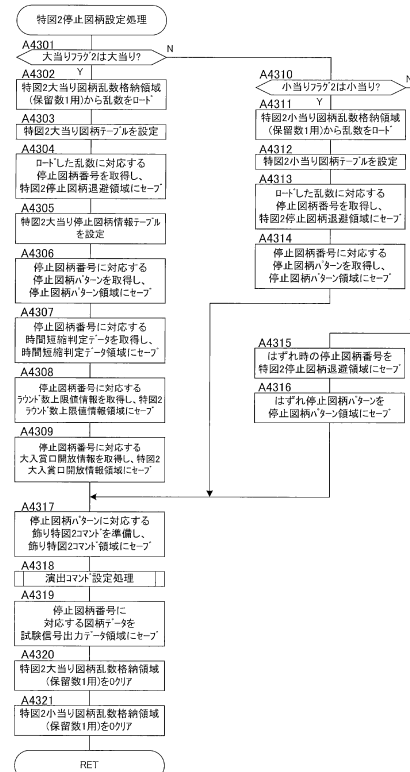 特図2停止図柄設定処理
A4301
大当りフラグ2は大当り?
N
Y
A4302
特図2大当り図柄乱数格納領域
(保留数1用)から乱数をロード
A4303
特図2大当り図柄テーブルを設定
A4304
ロードした乱数に対応する
停止図柄番号を取得し、
特図2停止図柄退避領域にセーブ
A4305
特図2大当り停止図柄情報テーブル
を設定
A4306
停止図柄番号に対応する
停止図柄パターンを取得し、
停止図柄パターン領域にセーブ
A4307
停止図柄番号に対応する
時間短縮判定データを取得し、
時間短縮判定データ領域にセーブ
A4308
停止図柄番号に対応する
ラウンド数上限値情報を取得し、特図2
ラウンド数上限値情報領域にセーブ
A4309
停止図柄番号に対応する
大入賞口開放情報を取得し、特図2
大入賞口開放情報領域にセーブ
A4310
小当りフラグ2は小当り?
N
Y
A4311
特図2小当り図柄乱数格納領域
(保留数1用)から乱数をロード
A4312
特図2小当り図柄テーブルを設定
A4313
ロードした乱数に対応する
停止図柄番号を取得し、
特図2停止図柄退避領域にセーブ
A4314
停止図柄番号に対応する
停止図柄パターンを取得し、
停止図柄パターン領域にセーブ
A4315
はずれ時の停止図柄番号を
特図2停止図柄退避領域にセーブ
A4316
はずれ停止図柄パターンを
停止図柄パターン領域にセーブ
A4317
停止図柄パターンに対応する
飾り特図2コマンドを準備し、
飾り特図2コマンド領域にセーブ
A4318
演出コマンド設定処理
A4319
停止図柄番号に
対応する図柄データを
試験信号出力データ領域にセーブ
A4320
特図2大当り図柄乱数格納領域
(保留数1用)を0クリア
A4321
特図2小当り図柄乱数格納領域
(保留数1用)を0クリア
RET